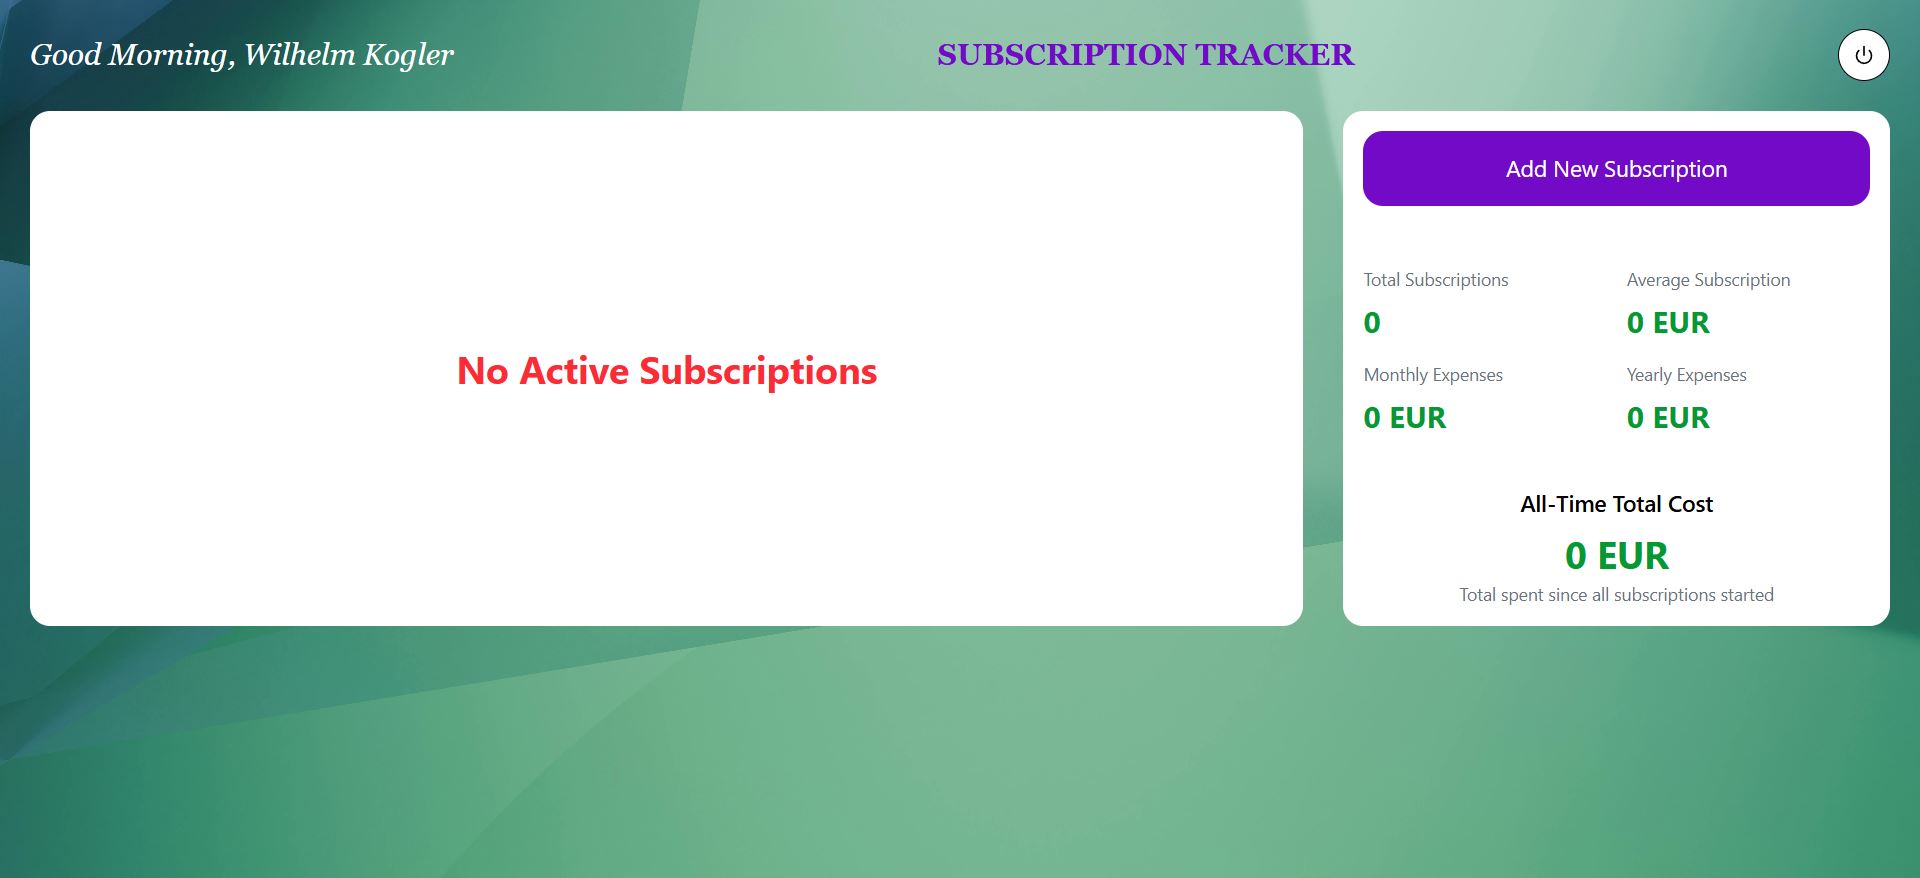 Good Morning, Wilhelm Kogler
SUBSCRIPTION TRACKER
No Active Subscriptions
Add New Subscription
Total Subscriptions
0
Average Subscription
0 EUR
Monthly Expenses
0 EUR
Yearly Expenses
0 EUR
All-Time Total Cost
0 EUR
Total spent since all subscriptions started